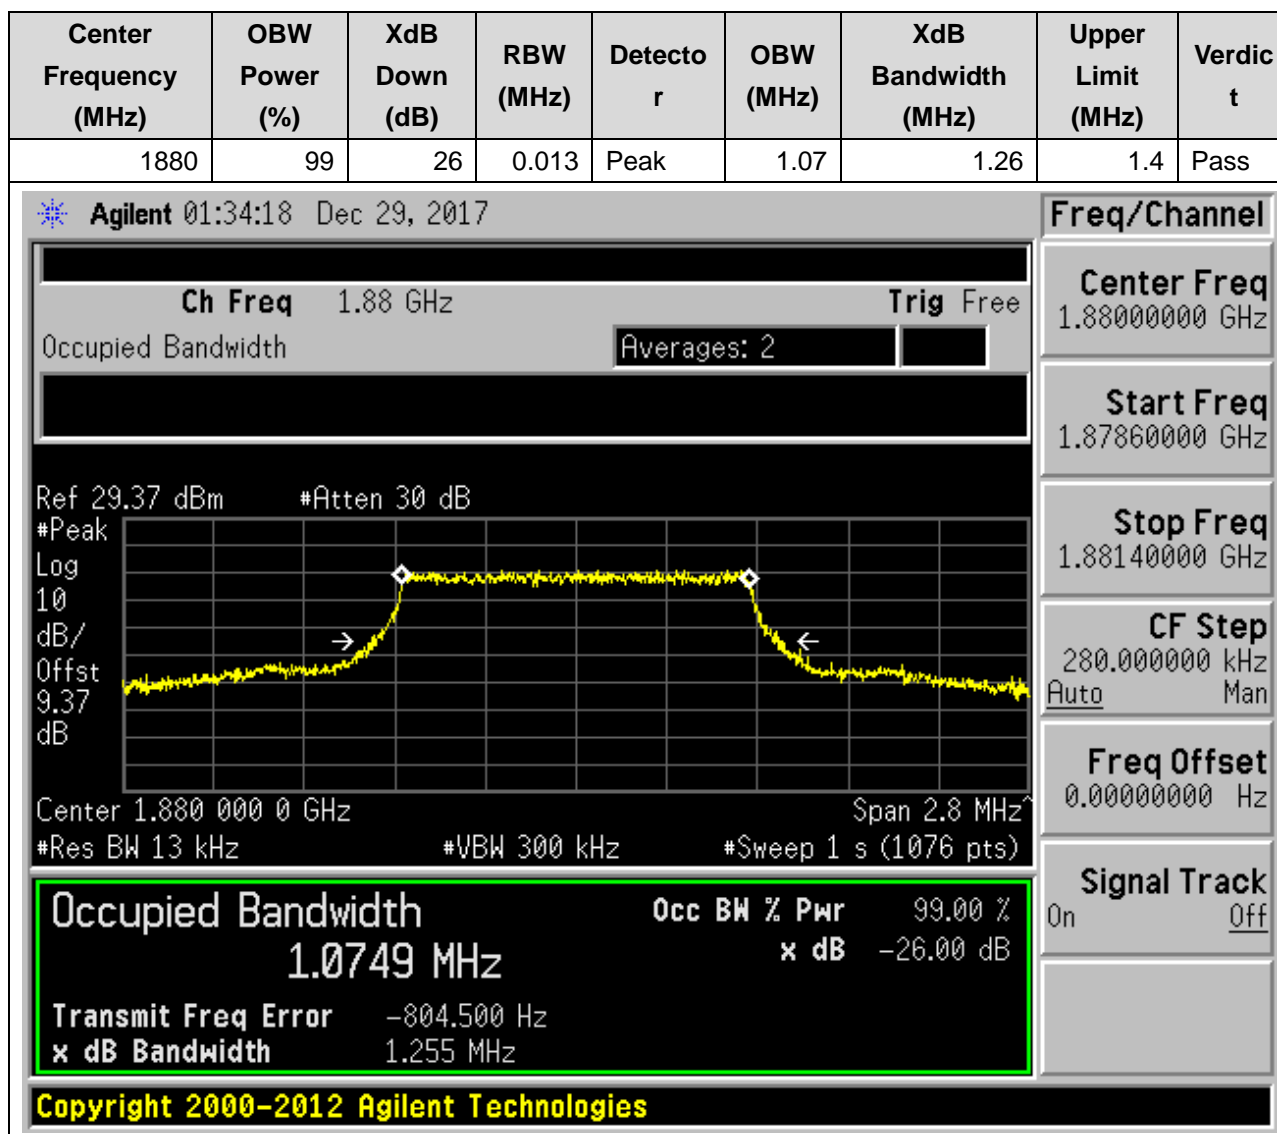 Center Frequency (MHz) OBW Power (%) XdB Down (dB) RBW (MHz) Detecto r OBW (MHz) XdB Bandwidth (MHz) Upper Limit (MHz) Verdic t
1880 99 26 0.013 Peak 1.07 1.26 1.4 Pass
Agilent 01:34:18 Dec 29, 2017
Freq/Channel
Ch Freq 1.88 GHz Trig Free
Occupied Bandwidth Averages: 2
Ref 29.37 dBm #Atten 30 dB
#Peak
Log
10
dB/
Offst
9.37
dB
Center 1.880 000 0 GHz Span 2.8 MHz^
#Res BW 13 kHz #VBW 300 kHz #Sweep 1 s (1076 pts)
Occupied Bandwidth Occ BW % Pwr 99.00 %
1.0749 MHz x dB -26.00 dB
Transmit Freq Error -804.500 Hz
x dB Bandwidth 1.255 MHz
Center Freq
1.88000000 GHz
Start Freq
1.87860000 GHz
Stop Freq
1.88140000 GHz
CF Step
280.000000 kHz
Auto Man
Freq Offset
0.00000000 Hz
Signal Track
On Off
Copyright 2000-2012 Agilent Technologies